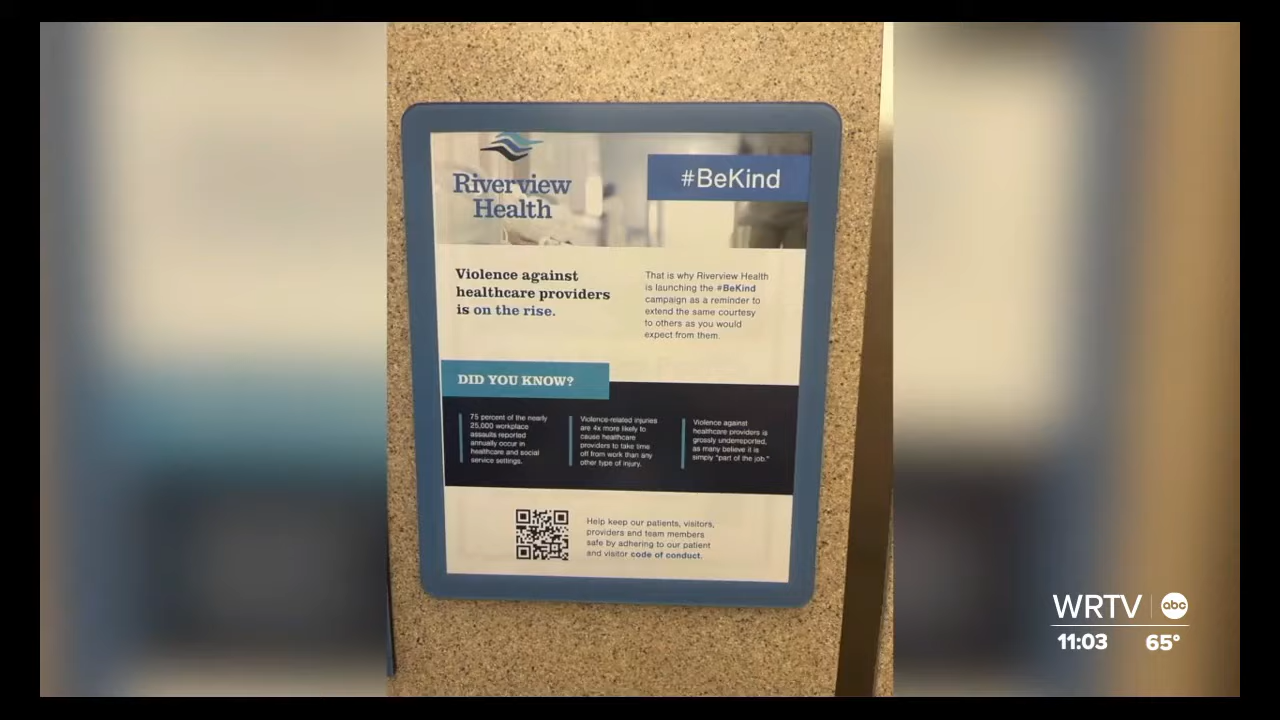 Riverview
Health
#BeKind
Violence against
healthcare providers
is on the rise.
That is why Riverview Health
is launching the #BeKind
campaign as a reminder to
extend the same courtesy
to others as you would
expect from them.
DID YOU KNOW?
75 percent of the nearly
25,000 workplace
assaults reported
annually occur in
healthcare and social
service settings.
Violence-related injuries
are 4x more likely to
cause healthcare
providers to take time
off from work than any
other type of injury.
Violence against
healthcare providers is
grossly underreported,
as many believe it is
simply "part of the job."
Help keep our patients, visitors,
providers and team members
safe by adhering to our patient
and visitor code of conduct.
WRTV abc
11:03 65°